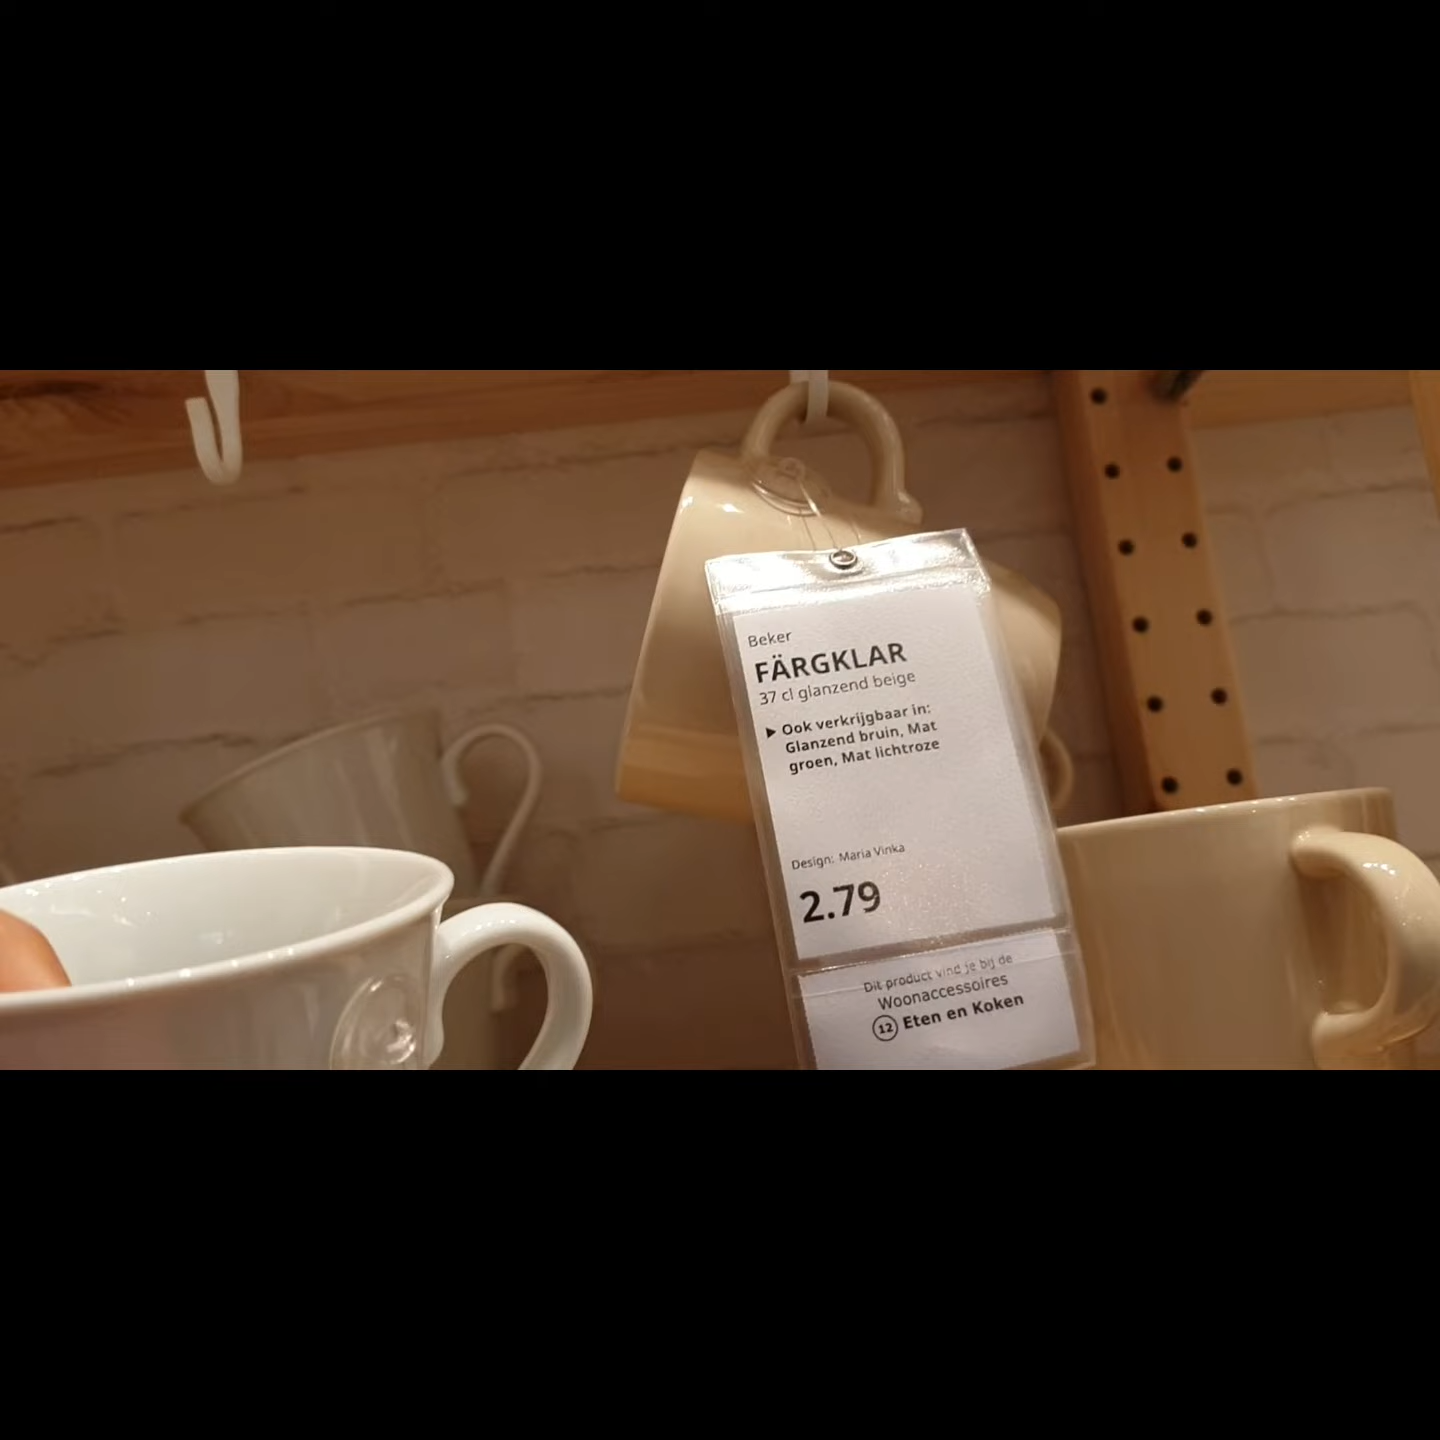 Beker
FÄRGKLAR
37 cl glanzend beige
▶ Ook verkrijgbaar in:
Glanzend bruin, Mat
groen, Mat lichtroze
Design: Maria Vinka
2.79
Dit product vind je bij de
Woonaccessoires
12 Eten en Koken